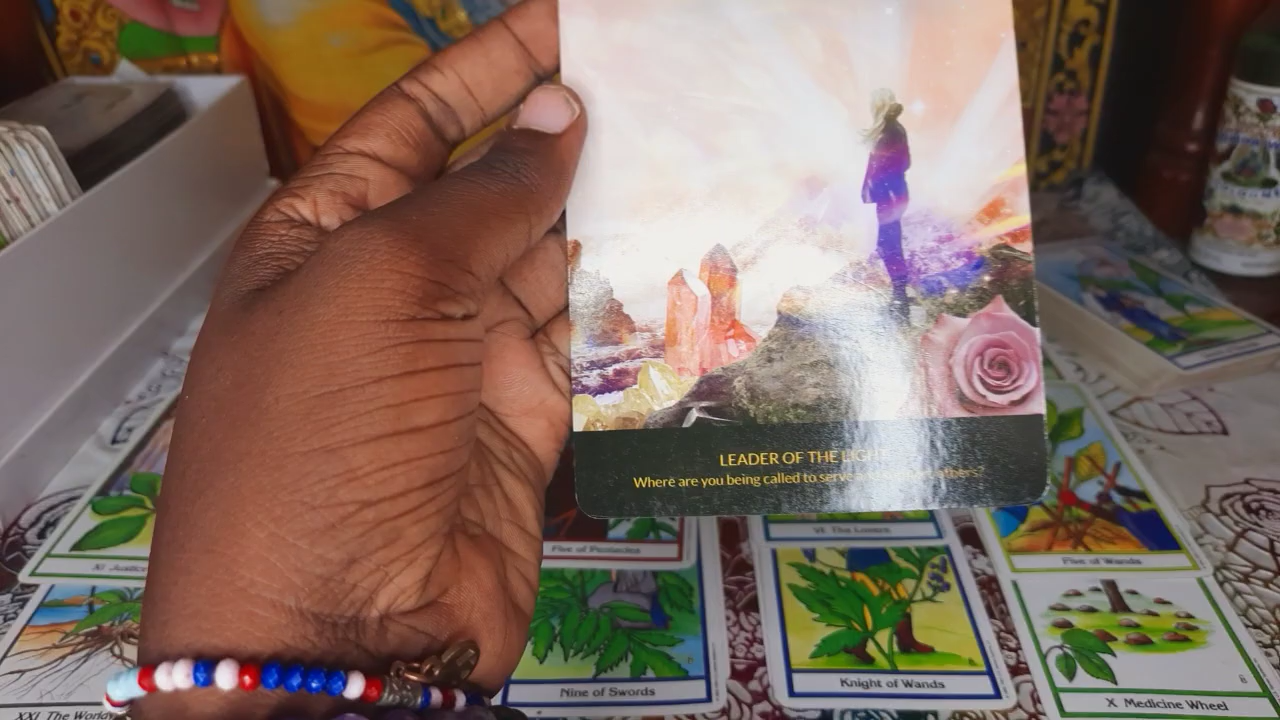 LEADER OF THE LIGHT
Where are you being called to serve others?
XI Justice
Five of Pentacles
VI The Lovers
Five of Wands
Nine of Swords
Knight of Wands
X Medicine Wheel
XXI The World